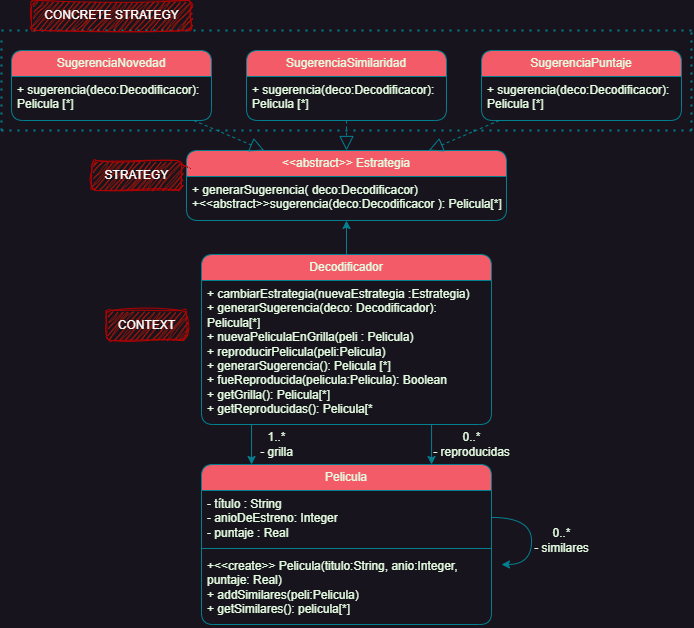 CONCRETE STRATEGY
SugerenciaNovedad
+ sugerencia(deco:Decodificacor):
Pelicula [*]
SugerenciaSimilaridad
+ sugerencia(deco:Decodificacor):
Pelicula [*]
SugerenciaPuntaje
+ sugerencia(deco:Decodificacor):
Pelicula [*]
STRATEGY
<<abstract>> Estrategia
+ generarSugerencia( deco:Decodificacor)
+<<abstract>>sugerencia(deco:Decodificacor ): Pelicula[*]
CONTEXT
Decodificador
+ cambiarEstrategia(nuevaEstrategia :Estrategia)
+ generarSugerencia(deco: Decodificador):
Pelicula[*]
+ nuevaPeliculaEnGrilla(peli : Pelicula)
+ reproducirPelicula(peli:Pelicula)
+ generarSugerencia(): Pelicula [*]
+ fueReproducida(pelicula:Pelicula): Boolean
+ getGrilla(): Pelicula[*]
+ getReproducidas(): Pelicula[*
1..*
- grilla
0..*
- reproducidas
Pelicula
- título : String
- anioDeEstreno: Integer
- puntaje : Real
+<<create>> Pelicula(titulo:String, anio:Integer,
puntaje: Real)
+ addSimilares(peli:Pelicula)
+ getSimilares(): pelicula[*]
0..*
- similares